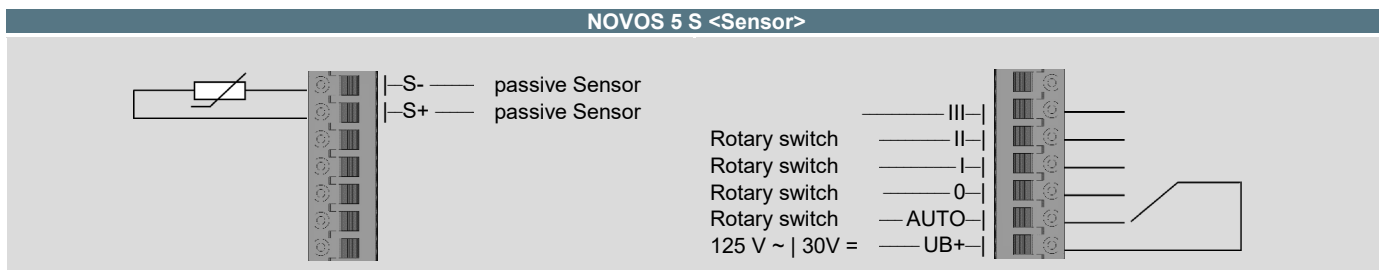 NOVOS 5 S <Sensor>
S- passive Sensor
S+ passive Sensor
III
Rotary switch II
Rotary switch I
Rotary switch 0
Rotary switch AUTO
125 V ~ | 30V = UB+